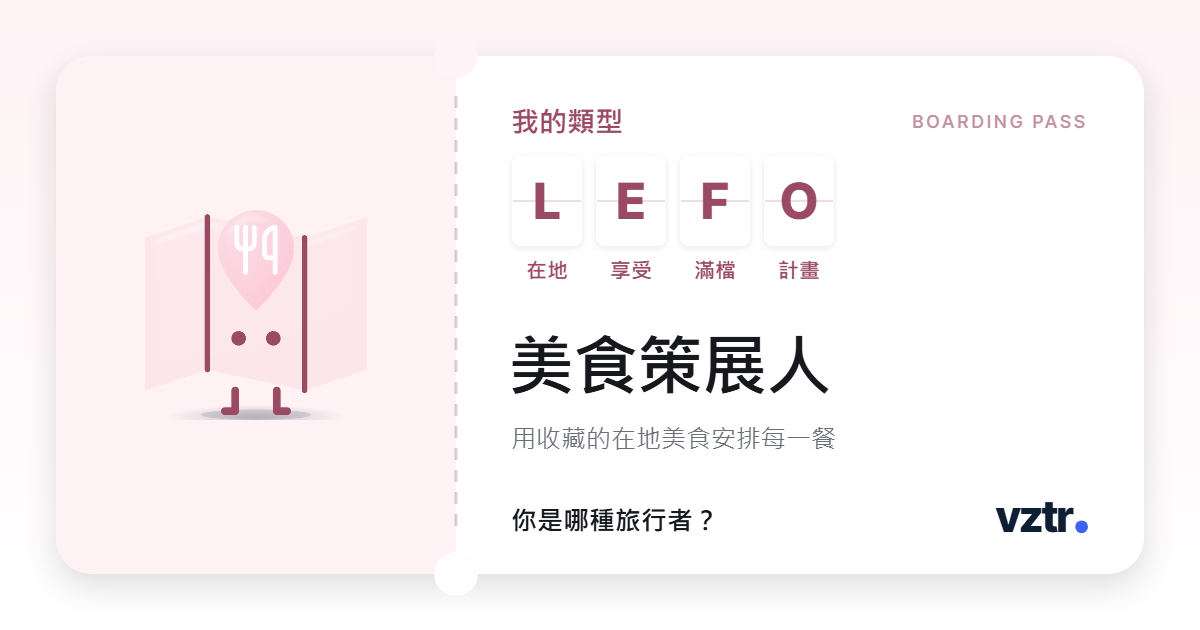 我的類型
BOARDING PASS
L E F O
在地 享受 滿檔 計畫
美食策展人
用收藏的在地美食安排每一餐
你是哪種旅行者？
vztr.